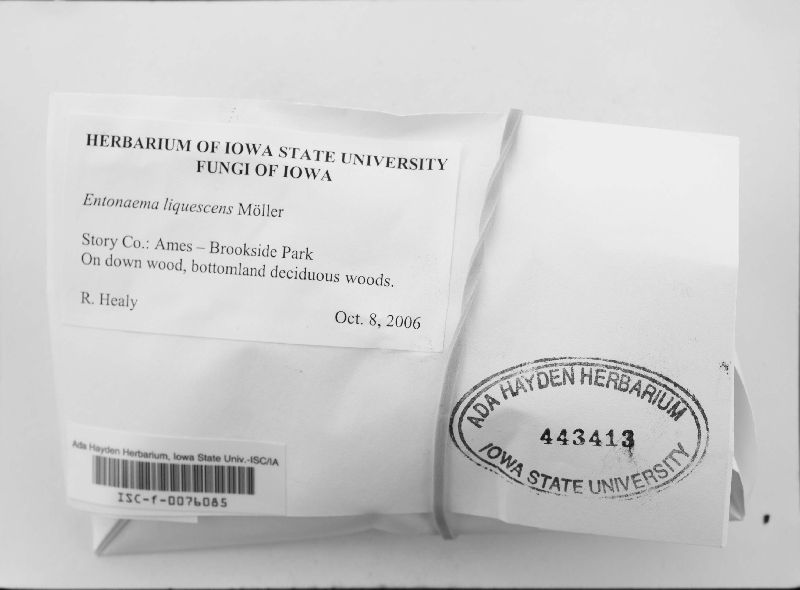 HERBARIUM OF IOWA STATE UNIVERSITY
FUNGI OF IOWA
Entonaema liquescens Möller
Story Co.: Ames – Brookside Park
On down wood, bottomland deciduous woods.
R. Healy
Oct. 8, 2006
Ada Hayden Herbarium, Iowa State Univ.-ISC/IA
ISC-f-0076085
ADA HAYDEN HERBARIUM
443413
IOWA STATE UNIVERSITY